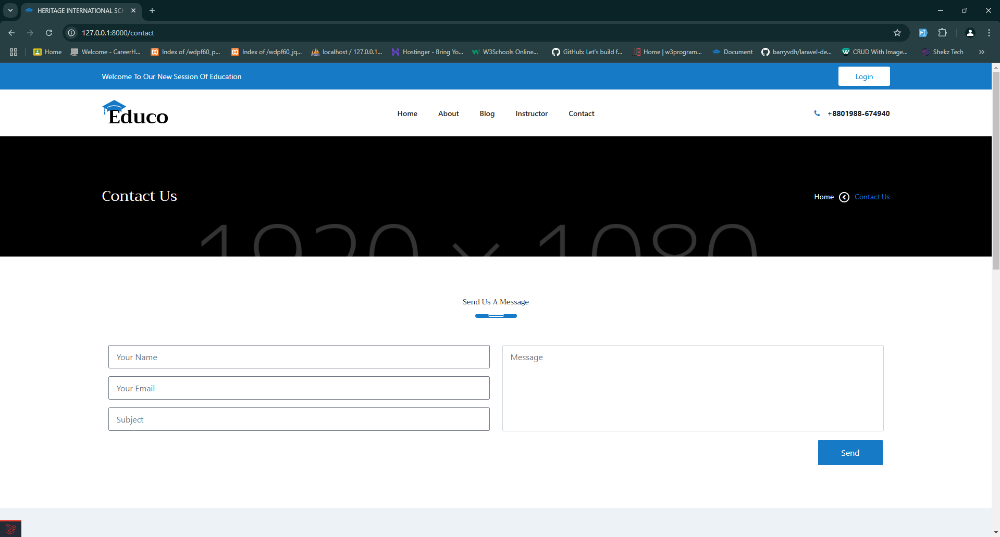 HERITAGE INTERNATIONAL SCH
127.0.0.1:8000/contact
Home
Welcome - CareerH...
Index of /wdpf60_p...
Index of /wdpf60_jq...
localhost / 127.0.0.1...
Hostinger - Bring Yo...
W3Schools Online...
GitHub: Let's build f...
Home | w3program...
Document
barryvdh/laravel-de...
CRUD With Image...
Shekz Tech
Welcome To Our New Session Of Education
Login
Educo
Home
About
Blog
Instructor
Contact
+8801988-674940
Contact Us
Home
Contact Us
1920 × 1080
Send Us A Message
Your Name
Your Email
Subject
Message
Send